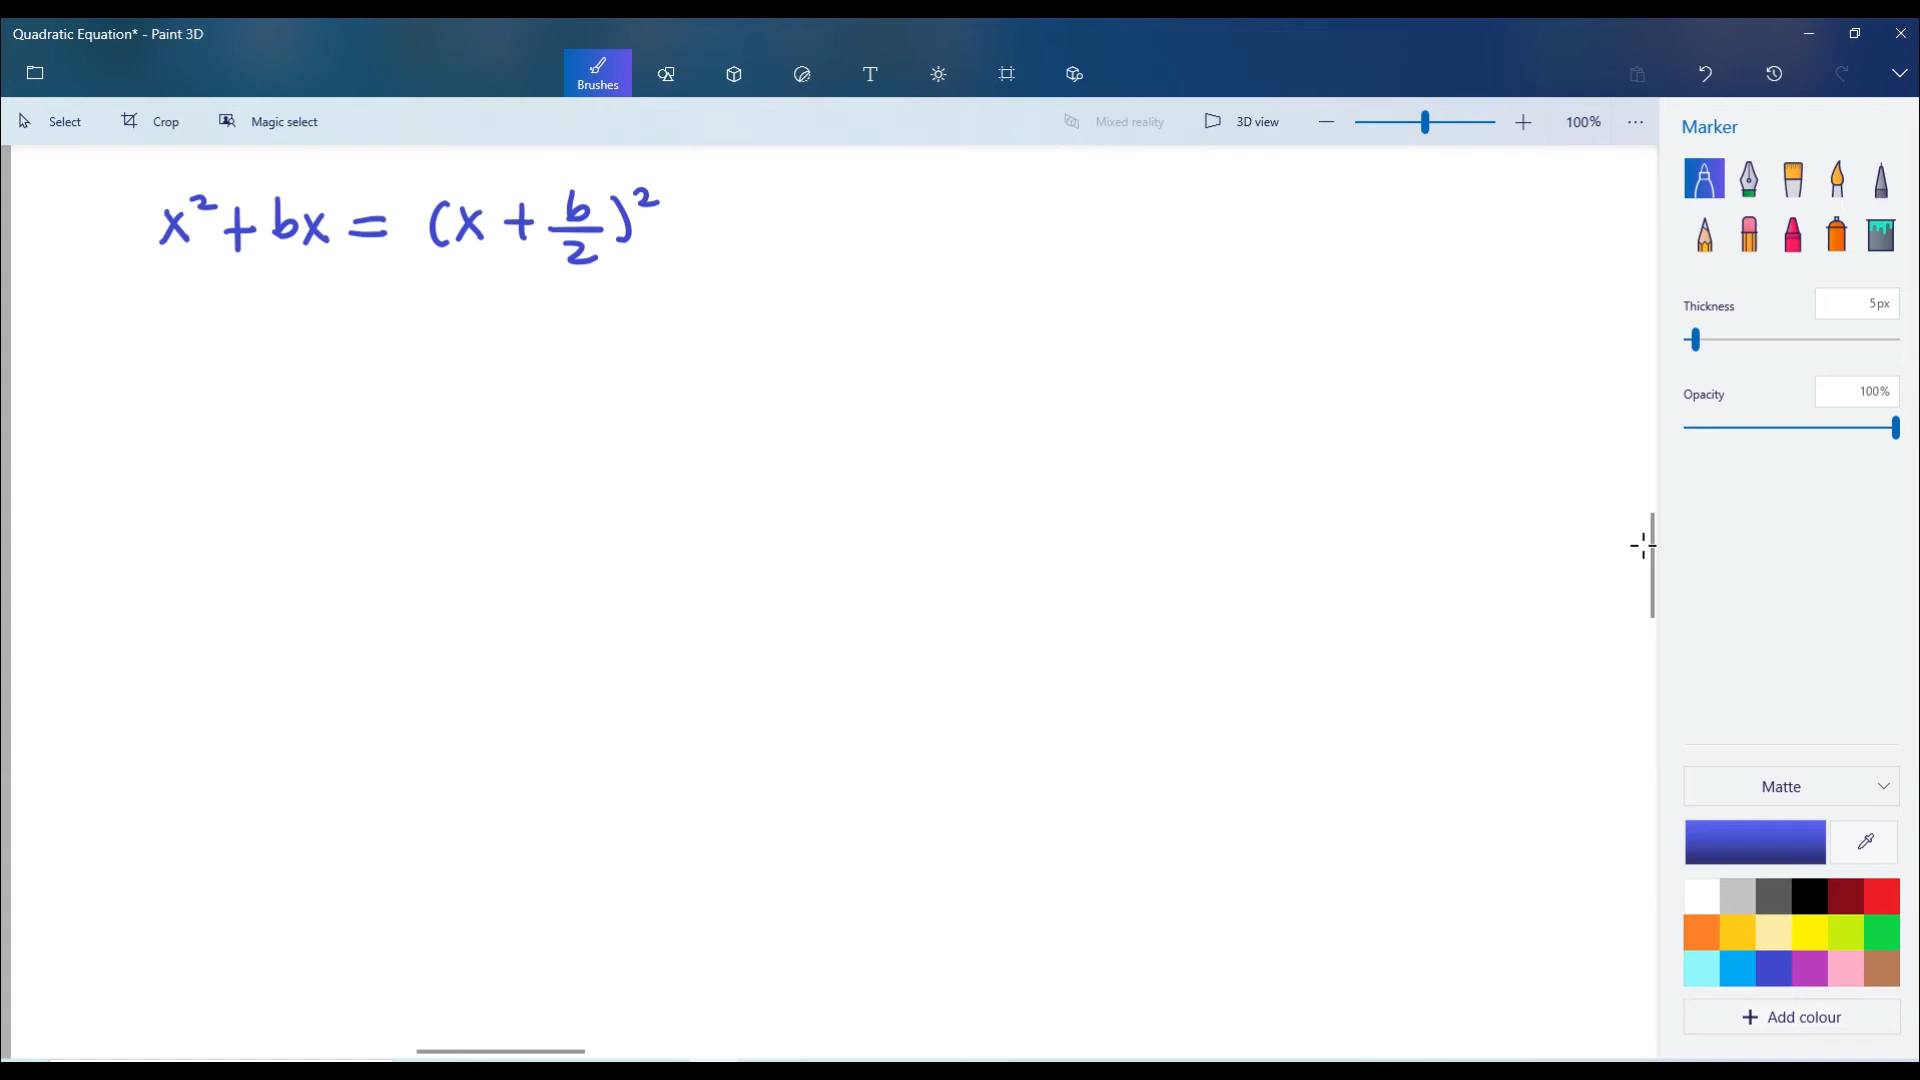 Quadratic Equation* - Paint 3D
Brushes
Select Crop Magic select Mixed reality 3D view 100% ...
Marker
x² + bx = (x + b/2)²
Thickness 5px
Opacity 100%
Matte
+ Add colour